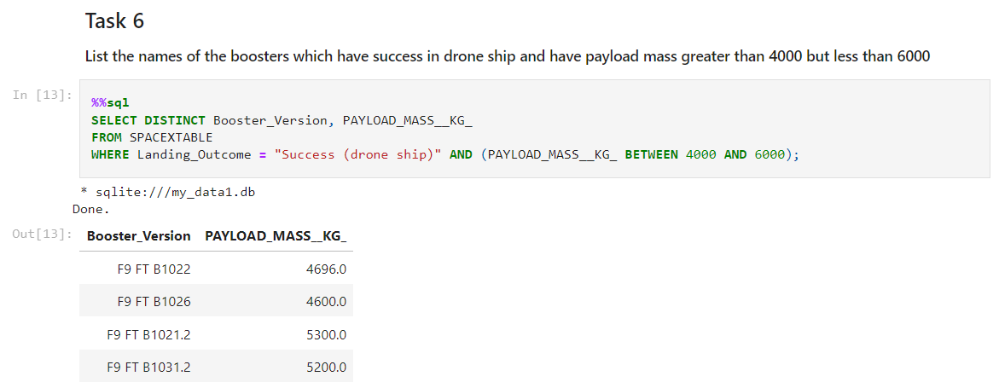 Task 6
List the names of the boosters which have success in drone ship and have payload mass greater than 4000 but less than 6000
In [13]:
%%sql
SELECT DISTINCT Booster_Version, PAYLOAD_MASS__KG_
FROM SPACEXTABLE
WHERE Landing_Outcome = "Success (drone ship)" AND (PAYLOAD_MASS__KG_ BETWEEN 4000 AND 6000);
* sqlite:///my_data1.db
Done.
Out[13]:
Booster_Version PAYLOAD_MASS__KG_
F9 FT B1022 4696.0
F9 FT B1026 4600.0
F9 FT B1021.2 5300.0
F9 FT B1031.2 5200.0